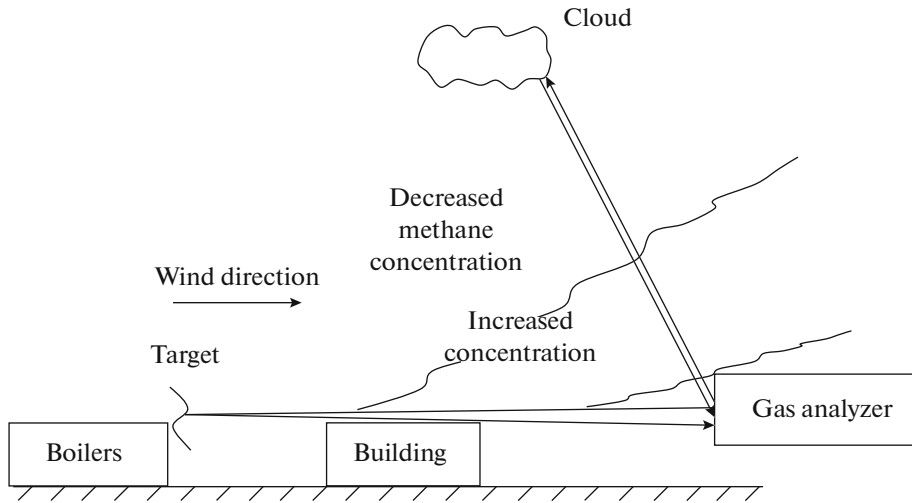 Cloud
Decreased
methane
concentration
Wind direction
Increased
concentration
Target
Gas analyzer
Boilers
Building